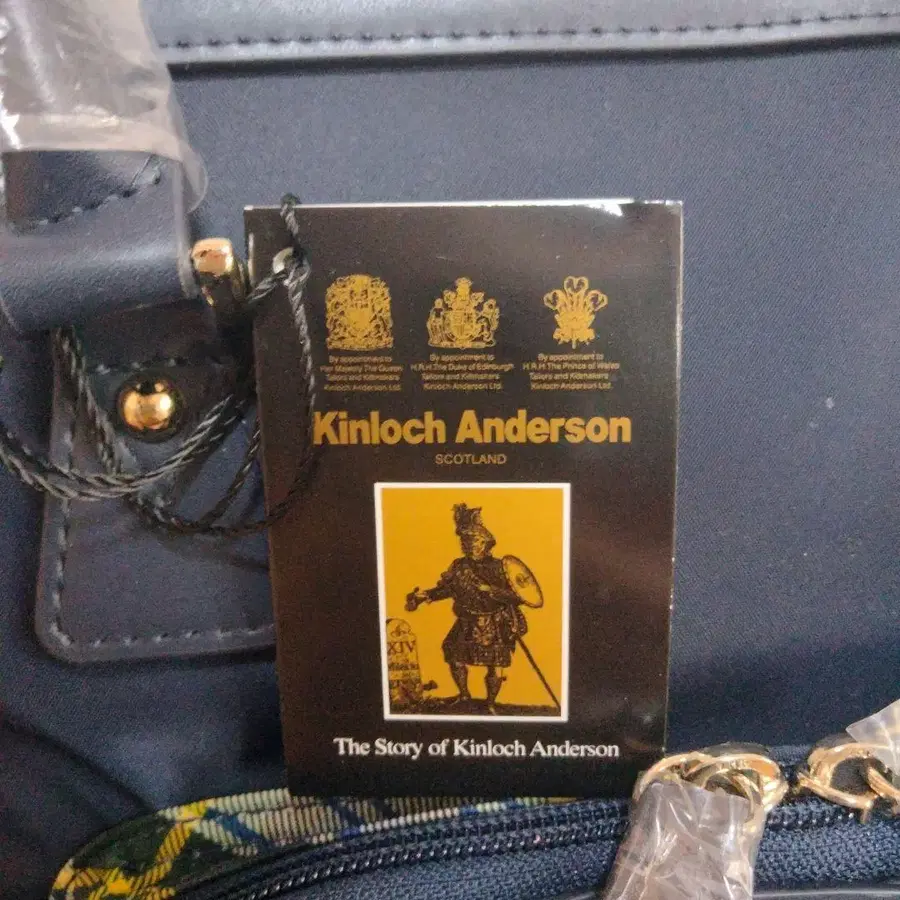 By appointment to
Her Majesty The Queen
Tailors and Kiltmakers
Kinloch Anderson Ltd.
By appointment to
H.R.H. The Duke of Edinburgh
Tailors and Kiltmakers
Kinloch Anderson Ltd.
By appointment to
H.R.H. The Prince of Wales
Tailors and Kiltmakers
Kinloch Anderson Ltd.
Kinloch Anderson
SCOTLAND
XIV
The Story of Kinloch Anderson